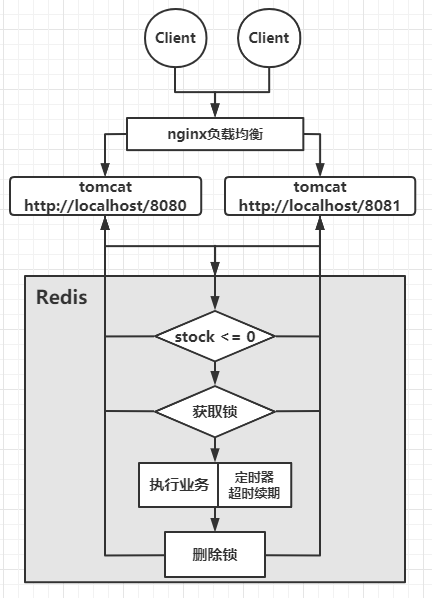 Client
Client
nginx负载均衡
tomcat
http://localhost/8080
tomcat
http://localhost/8081
Redis
stock <= 0
获取锁
执行业务
定时器
超时续期
删除锁